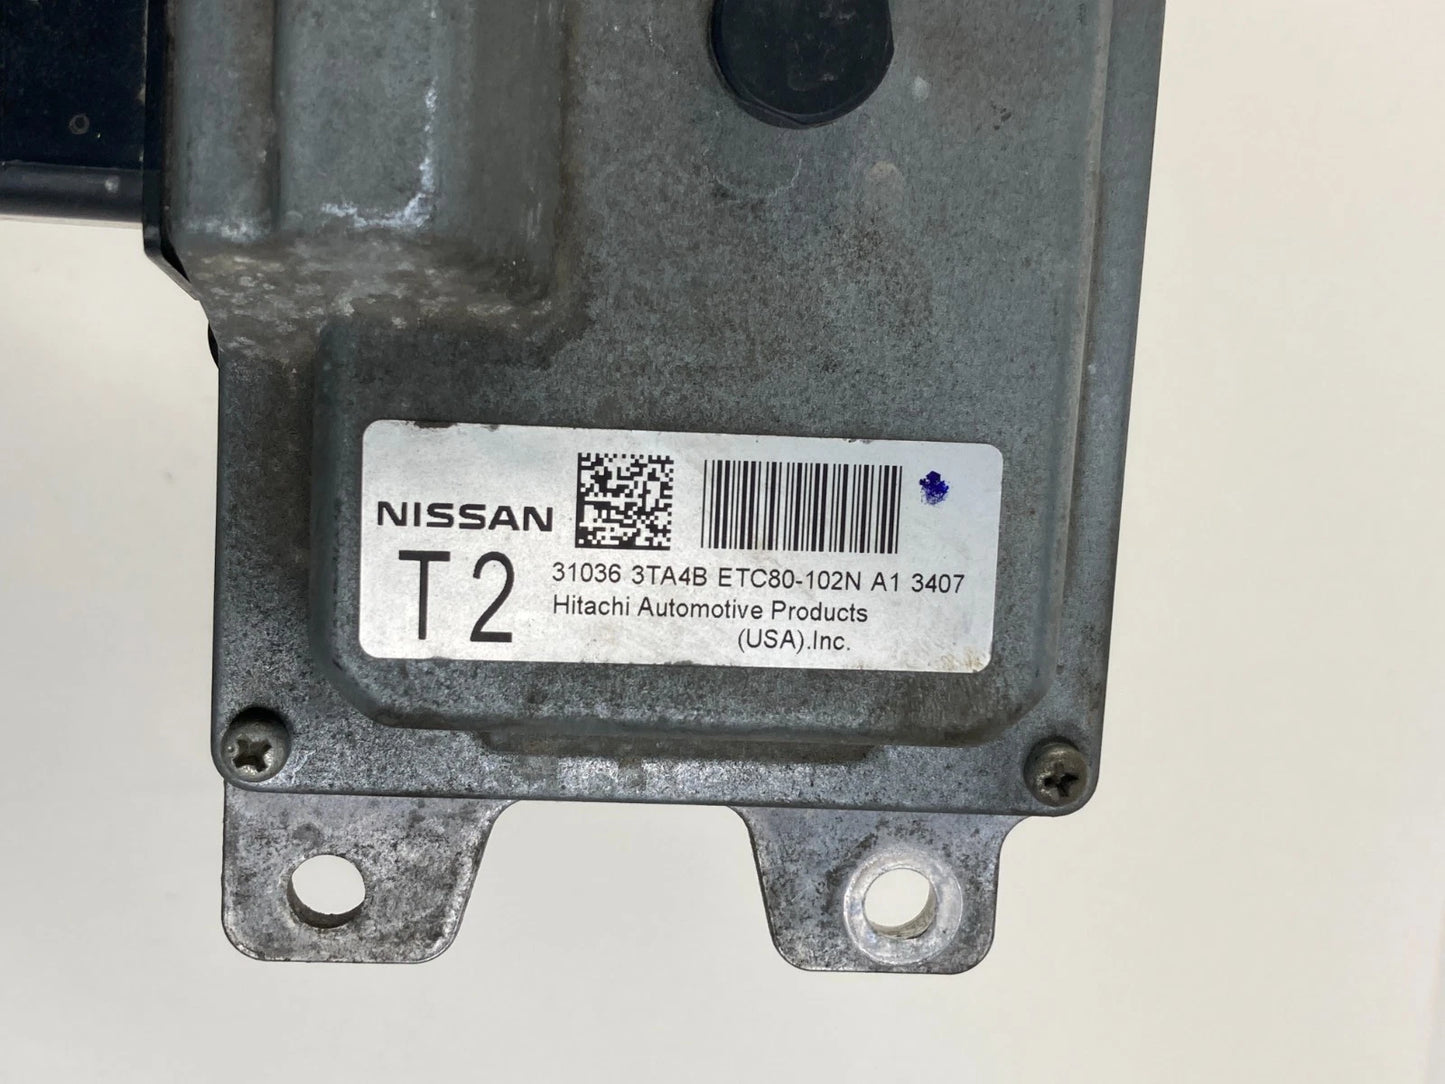 NISSAN
T2
31036 3TA4B ETC80-102N A1 3407
Hitachi Automotive Products
(USA).Inc.